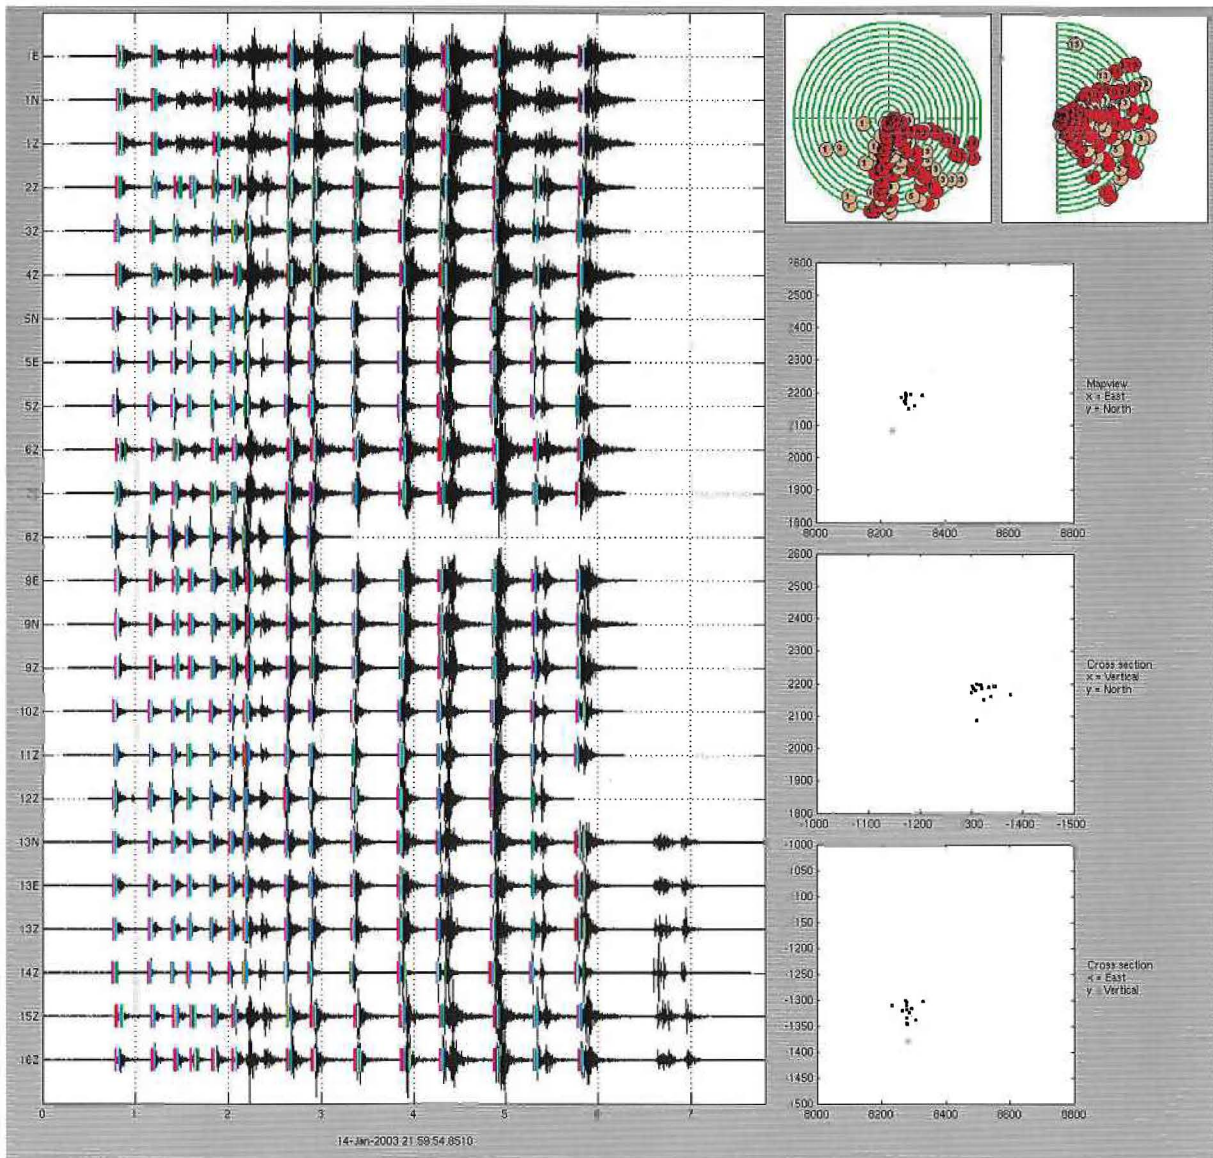 1E
1N
1Z
2Z
3Z
4Z
5N
5E
5Z
6Z
8Z
9E
9N
9Z
10Z
11Z
12Z
13N
13E
13Z
14Z
15Z
16Z
0 1 2 3 4 5 6 7
14-Jan-2003 21:59:54.8510
2600
2500
2400
2300
2200
2100
2000
1900
1800
8000 8200 8400 8600 8800
Mapview
x = East
y = North
2600
2500
2400
2300
2200
2100
2000
1900
1800
-1000 -1100 -1200 -1300 -1400 -1500
Cross section
x = Vertical
y = North
-1000
-1050
-1100
-1150
-1200
-1250
-1300
-1350
-1400
-1450
-1500
8000 8200 8400 8600 8800
Cross section
x = East
y = Vertical